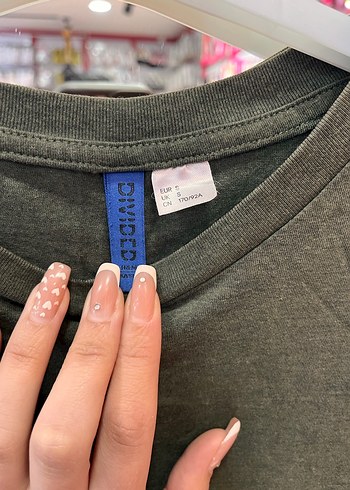 DIVIDED
EUR S
UK S
CN 170/92A